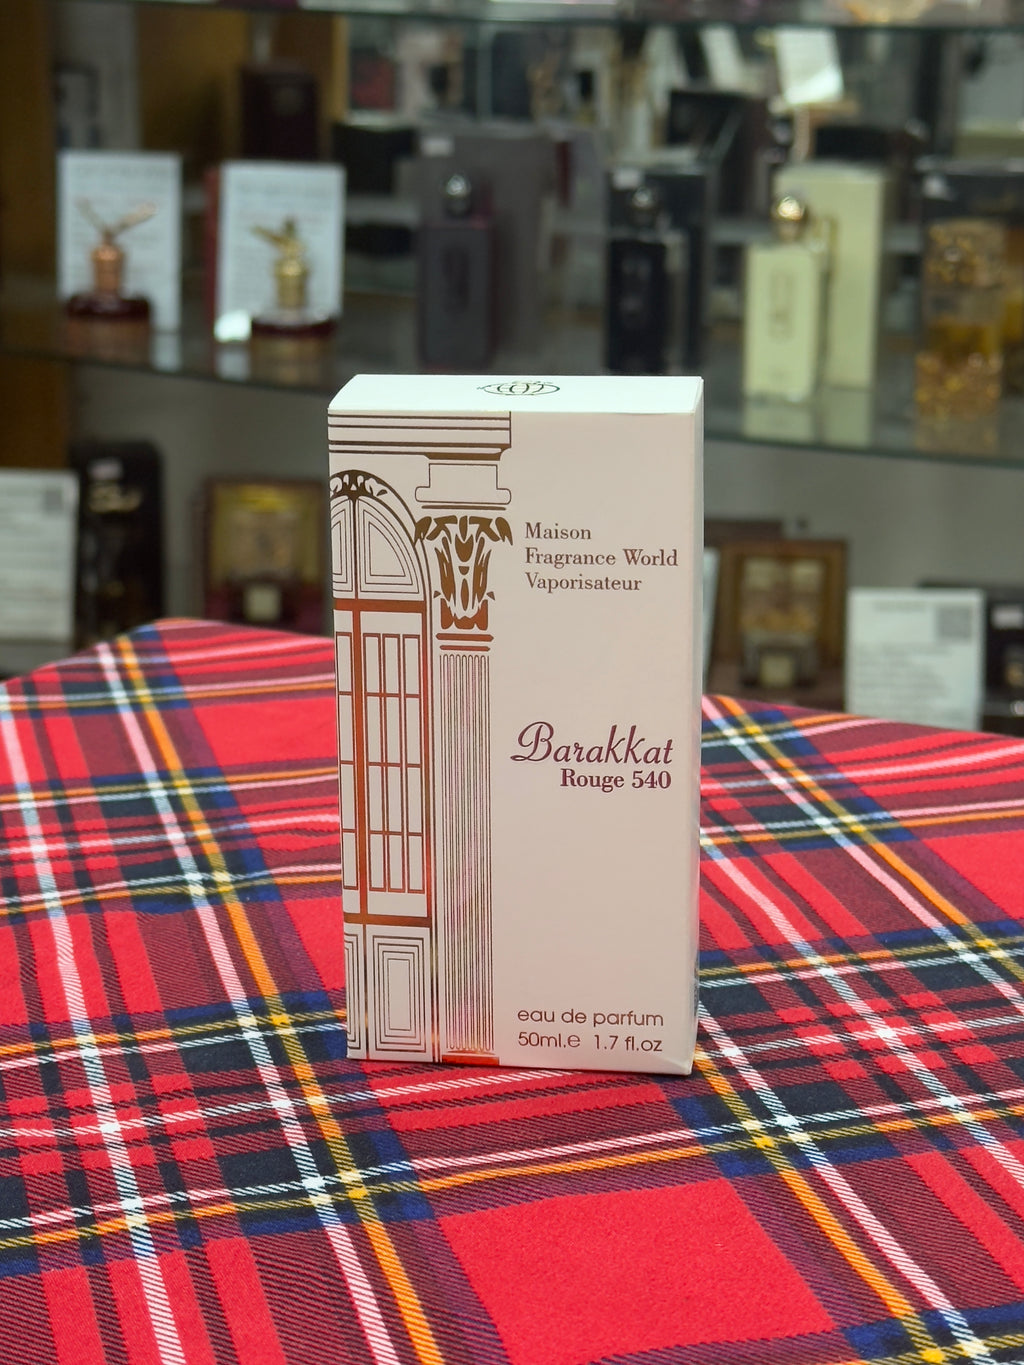 Maison
Fragrance World
Vaporisateur
Barakkat
Rouge 540
eau de parfum
50ml.e 1.7 fl.oz